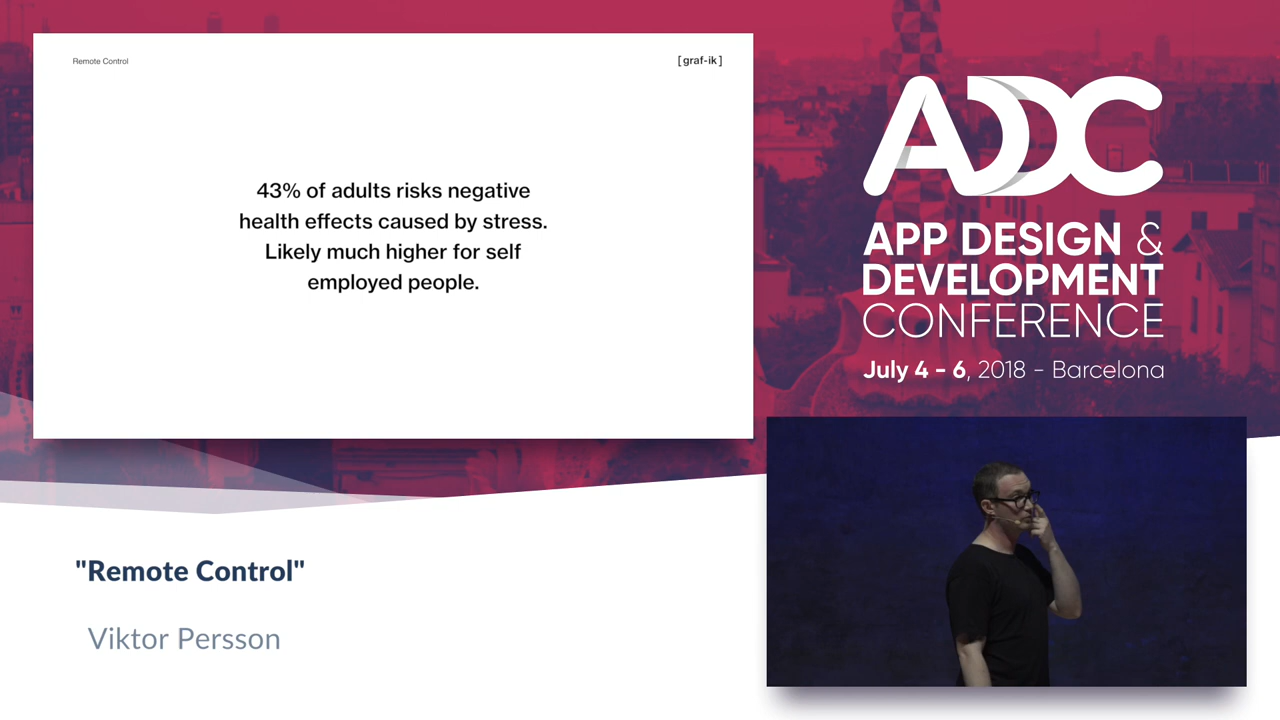 Remote Control
[graf-ik]
43% of adults risks negative
health effects caused by stress.
Likely much higher for self
employed people.
ADC
APP DESIGN &
DEVELOPMENT
CONFERENCE
July 4 - 6, 2018 - Barcelona
"Remote Control"
Viktor Persson